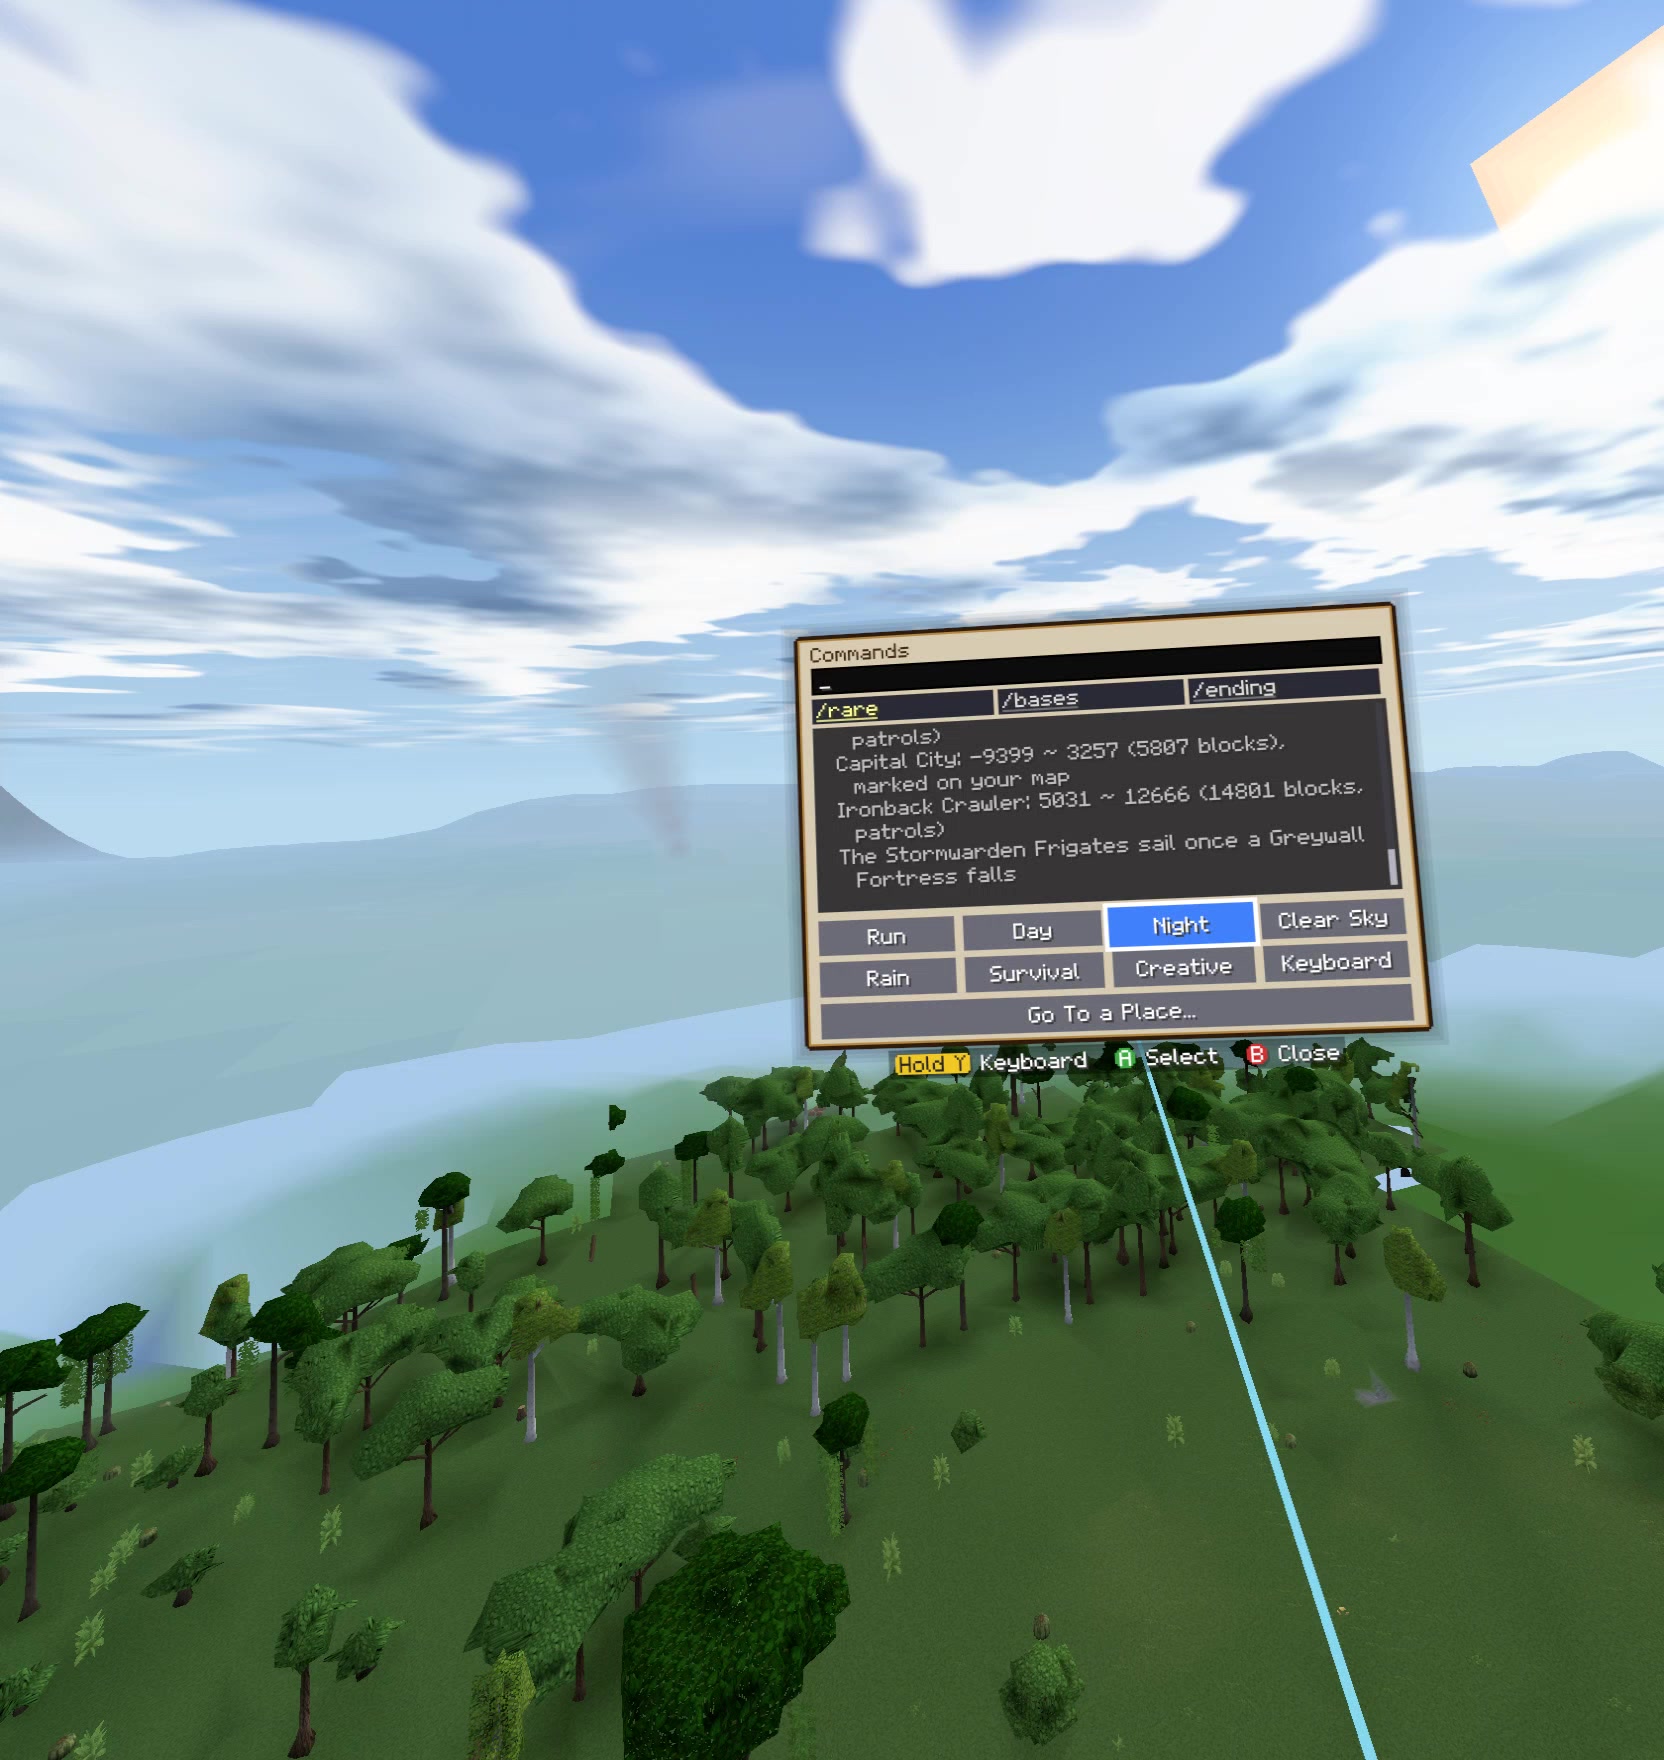 Commands
_
/rare /bases /ending
patrols)
Capital City: -9399 ~ 3257 (5807 blocks),
marked on your map
Ironback Crawler: 5031 ~ 12666 (14801 blocks,
patrols)
The Stormwarden Frigates sail once a Greywall
Fortress falls
Run Day Night Clear Sky
Rain Survival Creative Keyboard
Go To a Place...
Hold Y Keyboard A Select B Close